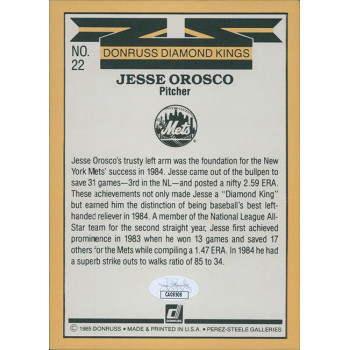 NO.
22
DONRUSS DIAMOND KINGS
JESSE OROSCO
Pitcher
Mets
Jesse Orosco's trusty left arm was the foundation for the New
York Mets' success in 1984. Jesse came out of the bullpen to
save 31 games—3rd in the NL—and posted a nifty 2.59 ERA.
These achievements not only made Jesse a "Diamond King"
but earned him the distinction of being baseball's best left-
handed reliever in 1984. A member of the National League All-
Star team for the second straight year, Jesse first achieved
prominence in 1983 when he won 13 games and saved 17
others for the Mets while compiling a 1.47 ERA. In 1984 he had
a superb strike outs to walks ratio of 85 to 34.
DONRUSS
© 1985 DONRUSS • MADE & PRINTED IN U.S.A. • PEREZ-STEELE GALLERIES